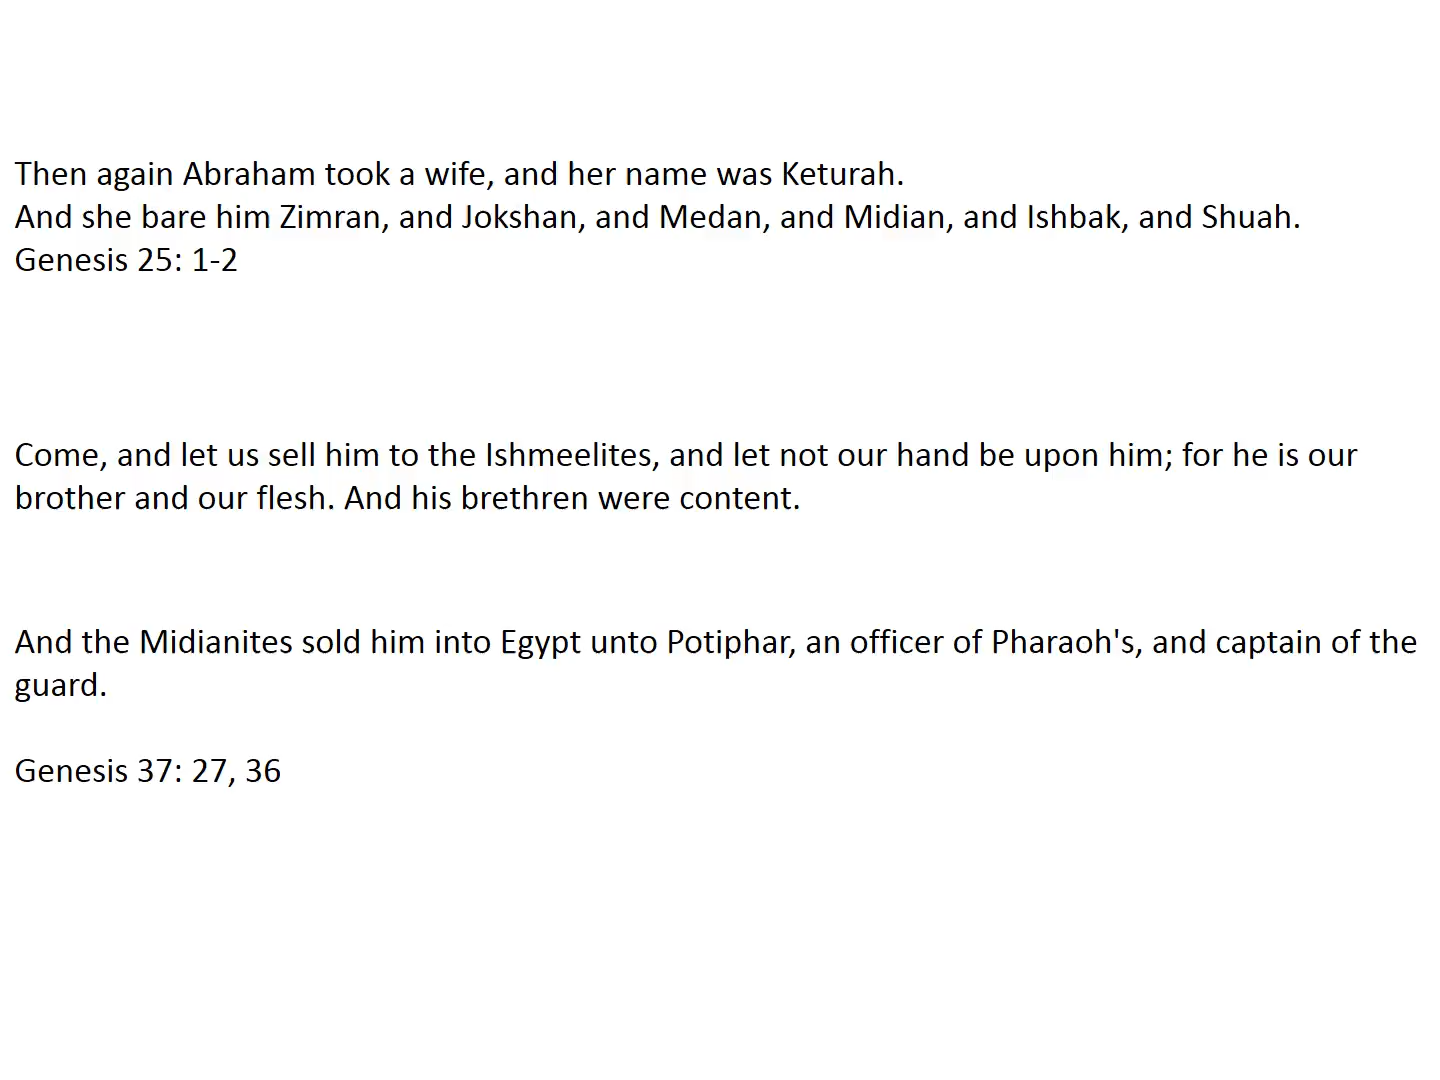 Then again Abraham took a wife, and her name was Keturah.
And she bare him Zimran, and Jokshan, and Medan, and Midian, and Ishbak, and Shuah.
Genesis 25: 1-2
Come, and let us sell him to the Ishmeelites, and let not our hand be upon him; for he is our
brother and our flesh. And his brethren were content.
And the Midianites sold him into Egypt unto Potiphar, an officer of Pharaoh's, and captain of the
guard.
Genesis 37: 27, 36